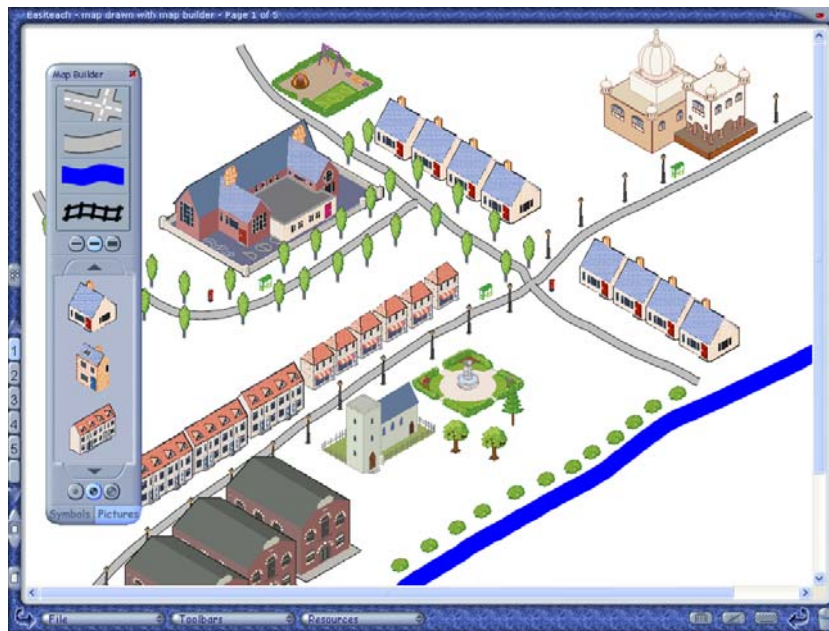 Easiteach - map drawn with map builder - Page 1 of 5
Map Builder
1
2
3
4
5
Symbols Pictures
File
Toolbars
Resources